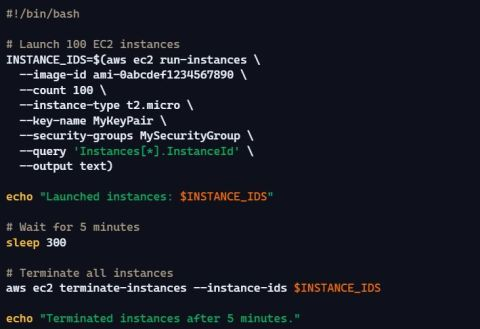 #!/bin/bash
# Launch 100 EC2 instances
INSTANCE_IDS=$(aws ec2 run-instances \
  --image-id ami-0abcdef1234567890 \
  --count 100 \
  --instance-type t2.micro \
  --key-name MyKeyPair \
  --security-groups MySecurityGroup \
  --query 'Instances[*].InstanceId' \
  --output text)
echo "Launched instances: $INSTANCE_IDS"
# Wait for 5 minutes
sleep 300
# Terminate all instances
aws ec2 terminate-instances --instance-ids $INSTANCE_IDS
echo "Terminated instances after 5 minutes."